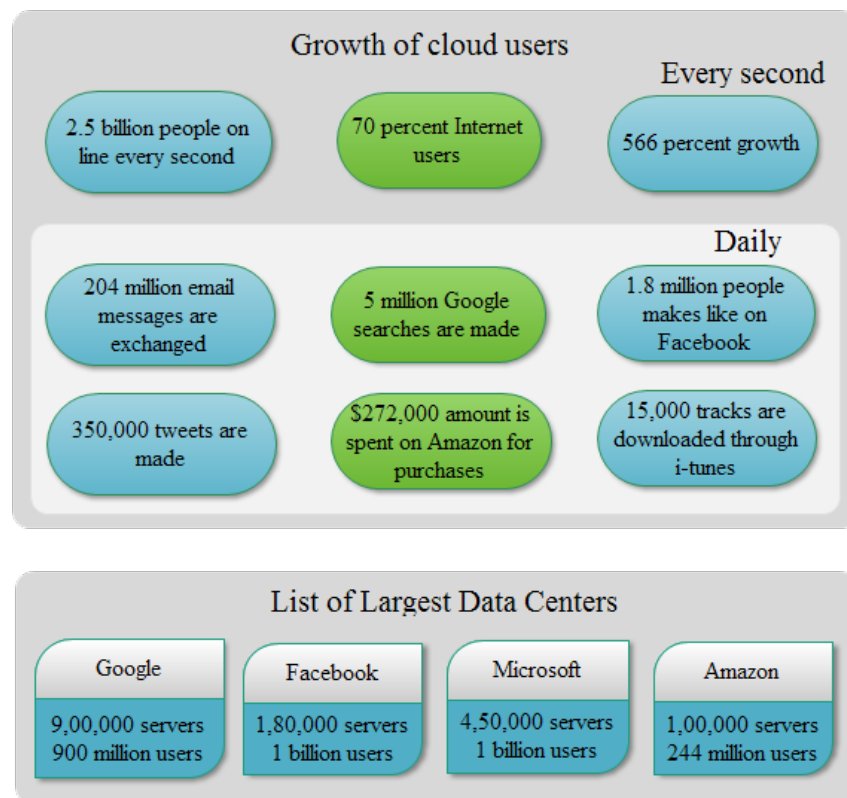 Growth of cloud users
Every second
2.5 billion people on
line every second
70 percent Internet
users
566 percent growth
Daily
204 million email
messages are
exchanged
5 million Google
searches are made
1.8 million people
makes like on
Facebook
350,000 tweets are
made
$272,000 amount is
spent on Amazon for
purchases
15,000 tracks are
downloaded through
i-tunes
List of Largest Data Centers
Google
9,00,000 servers
900 million users
Facebook
1,80,000 servers
1 billion users
Microsoft
4,50,000 servers
1 billion users
Amazon
1,00,000 servers
244 million users